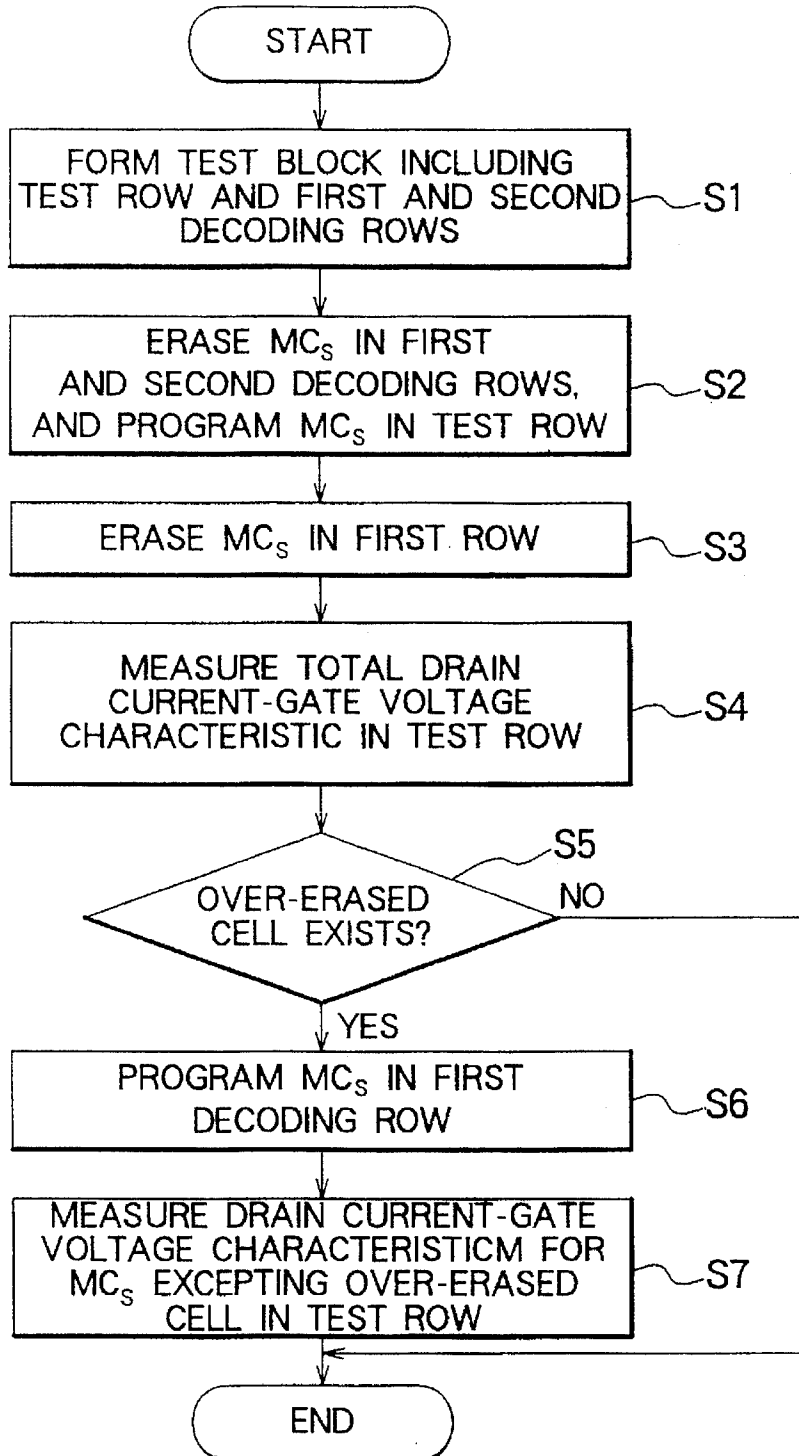 START
FORM TEST BLOCK INCLUDING
TEST ROW AND FIRST AND SECOND
DECODING ROWS
S1
ERASE MCS IN FIRST
AND SECOND DECODING ROWS,
AND PROGRAM MCS IN TEST ROW
S2
ERASE MCS IN FIRST ROW
S3
MEASURE TOTAL DRAIN
CURRENT-GATE VOLTAGE
CHARACTERISTIC IN TEST ROW
S4
S5
OVER-ERASED
CELL EXISTS?
NO
YES
PROGRAM MCS IN FIRST
DECODING ROW
S6
MEASURE DRAIN CURRENT-GATE
VOLTAGE CHARACTERISTICM FOR
MCS EXCEPTING OVER-ERASED
CELL IN TEST ROW
S7
END